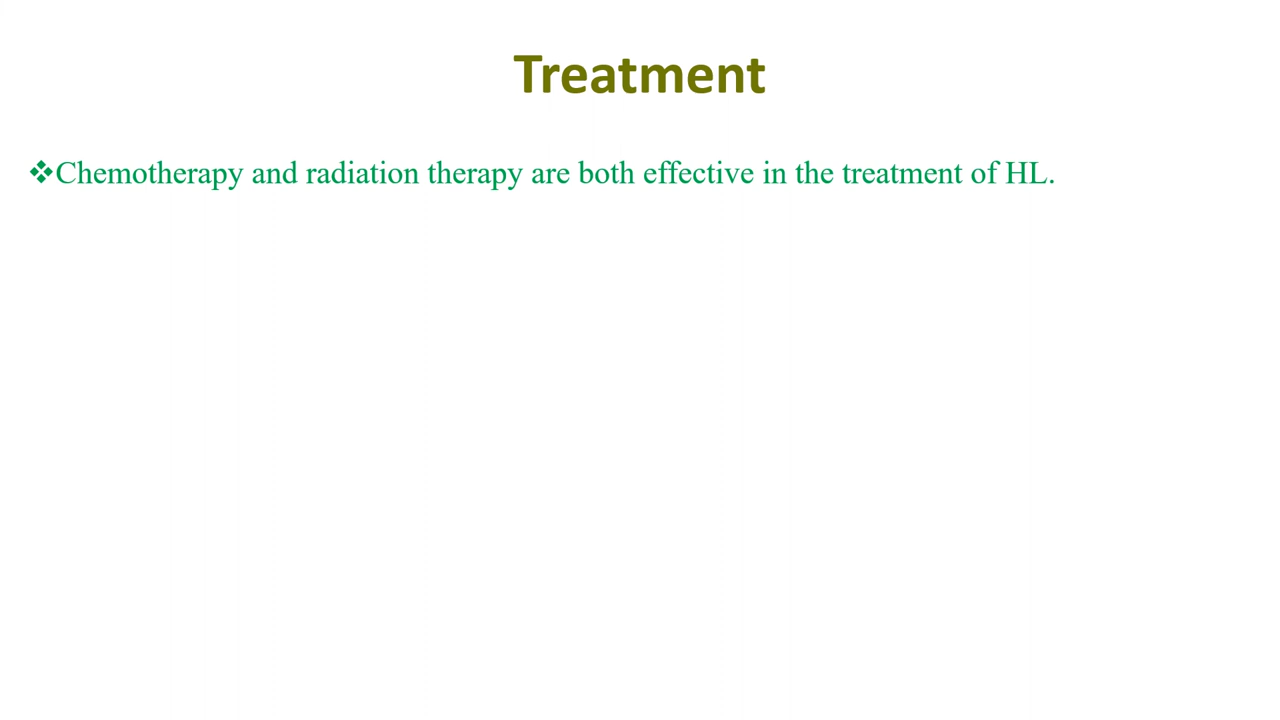 Treatment
❖Chemotherapy and radiation therapy are both effective in the treatment of HL.